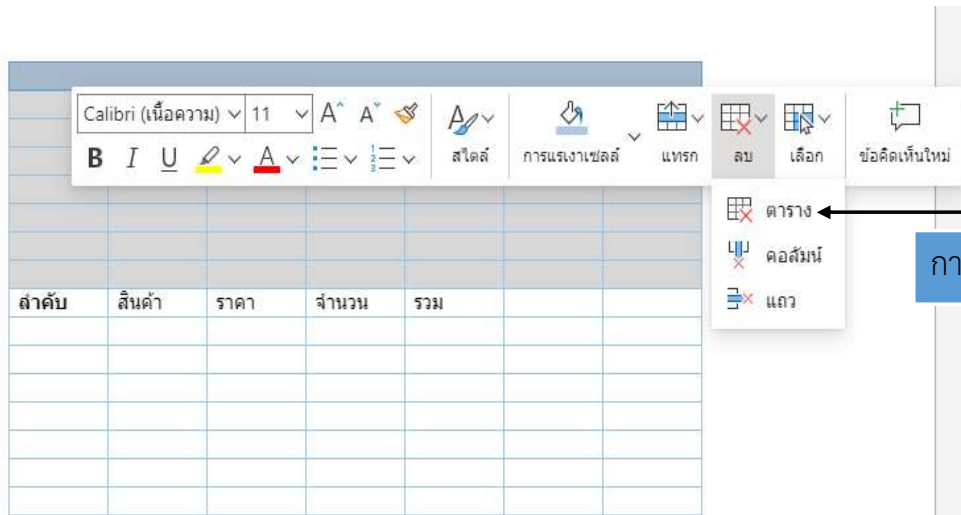 Calibri (เนื้อความ) 11 A A
B I U A
สไตล์
การแรเงาเซลล์
แทรก
ลบ
เลือก
ข้อคิดเห็นใหม่
ตาราง
คอลัมน์
แถว
กา
ลำดับ สินค้า ราคา จำนวน รวม